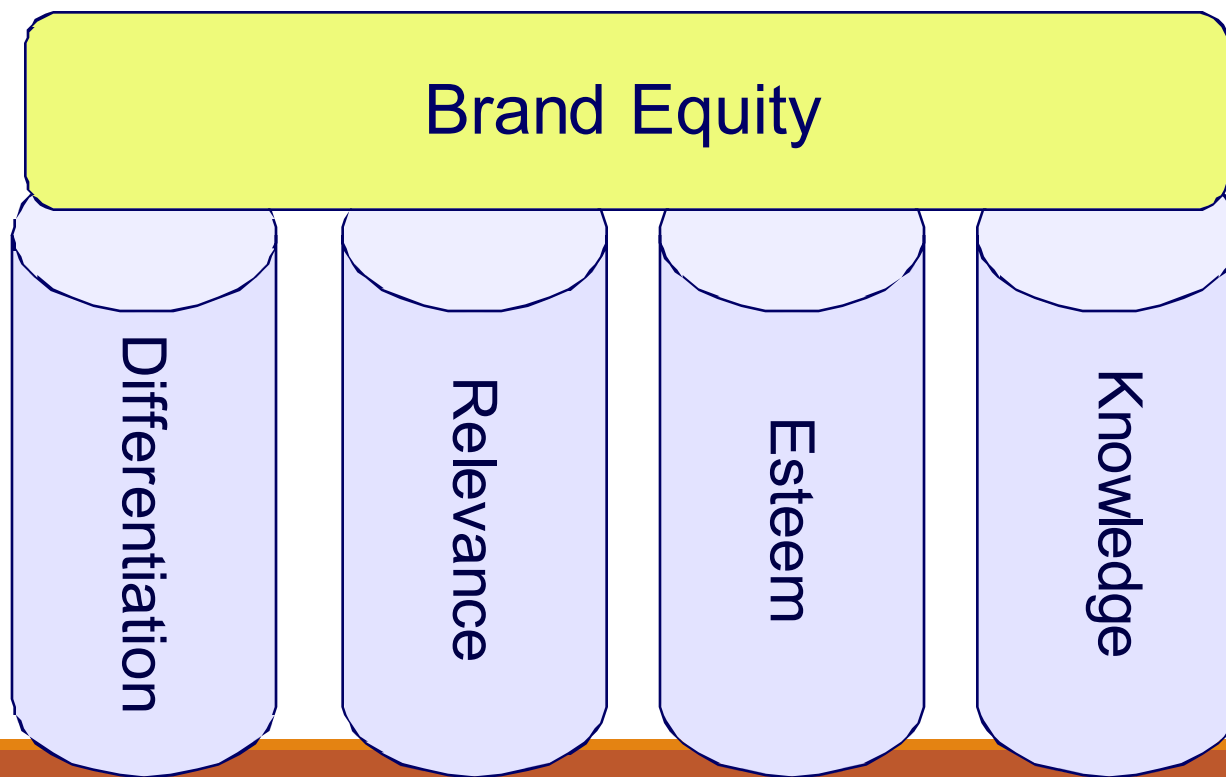 Brand Equity
Differentiation
Relevance
Esteem
Knowledge